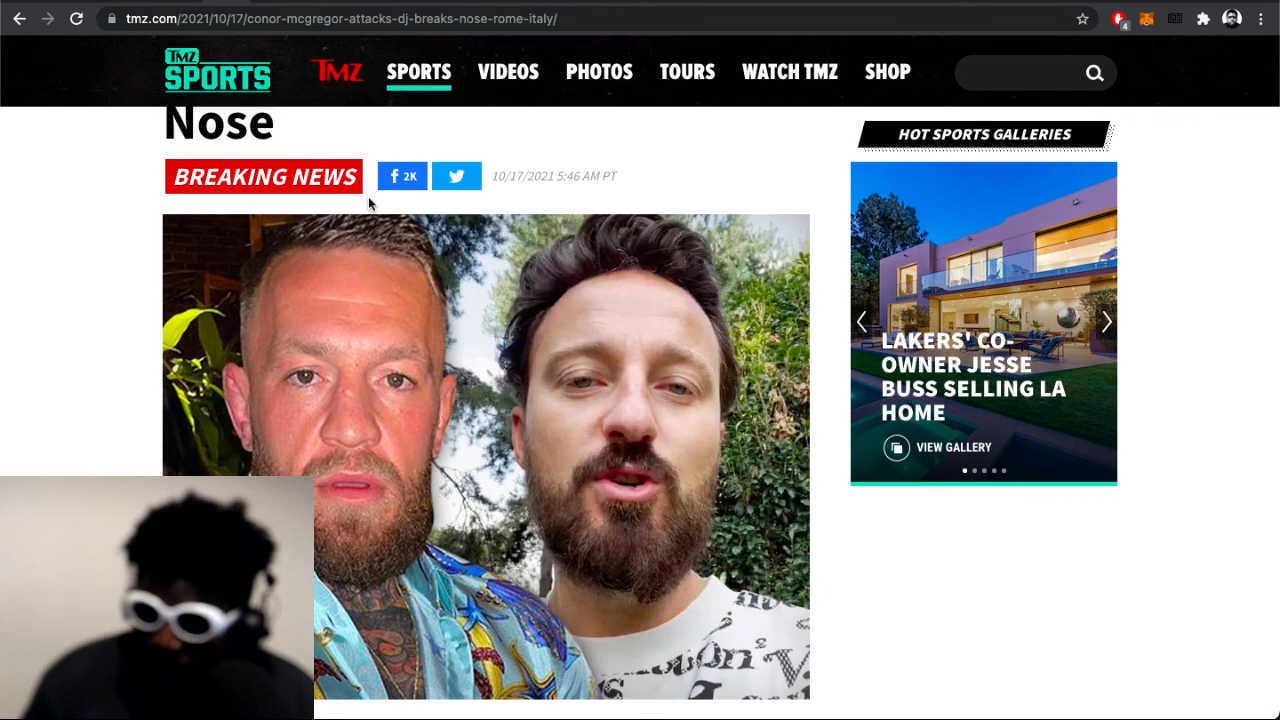 tmz.com/2021/10/17/conor-mcgregor-attacks-dj-breaks-nose-rome-italy/
4
TMZ
SPORTS
TMZ
SPORTS
VIDEOS
PHOTOS
TOURS
WATCH TMZ
SHOP
Nose
BREAKING NEWS
f 2K
10/17/2021 5:46 AM PT
HOT SPORTS GALLERIES
LAKERS' CO-
OWNER JESSE
BUSS SELLING LA
HOME
VIEW GALLERY